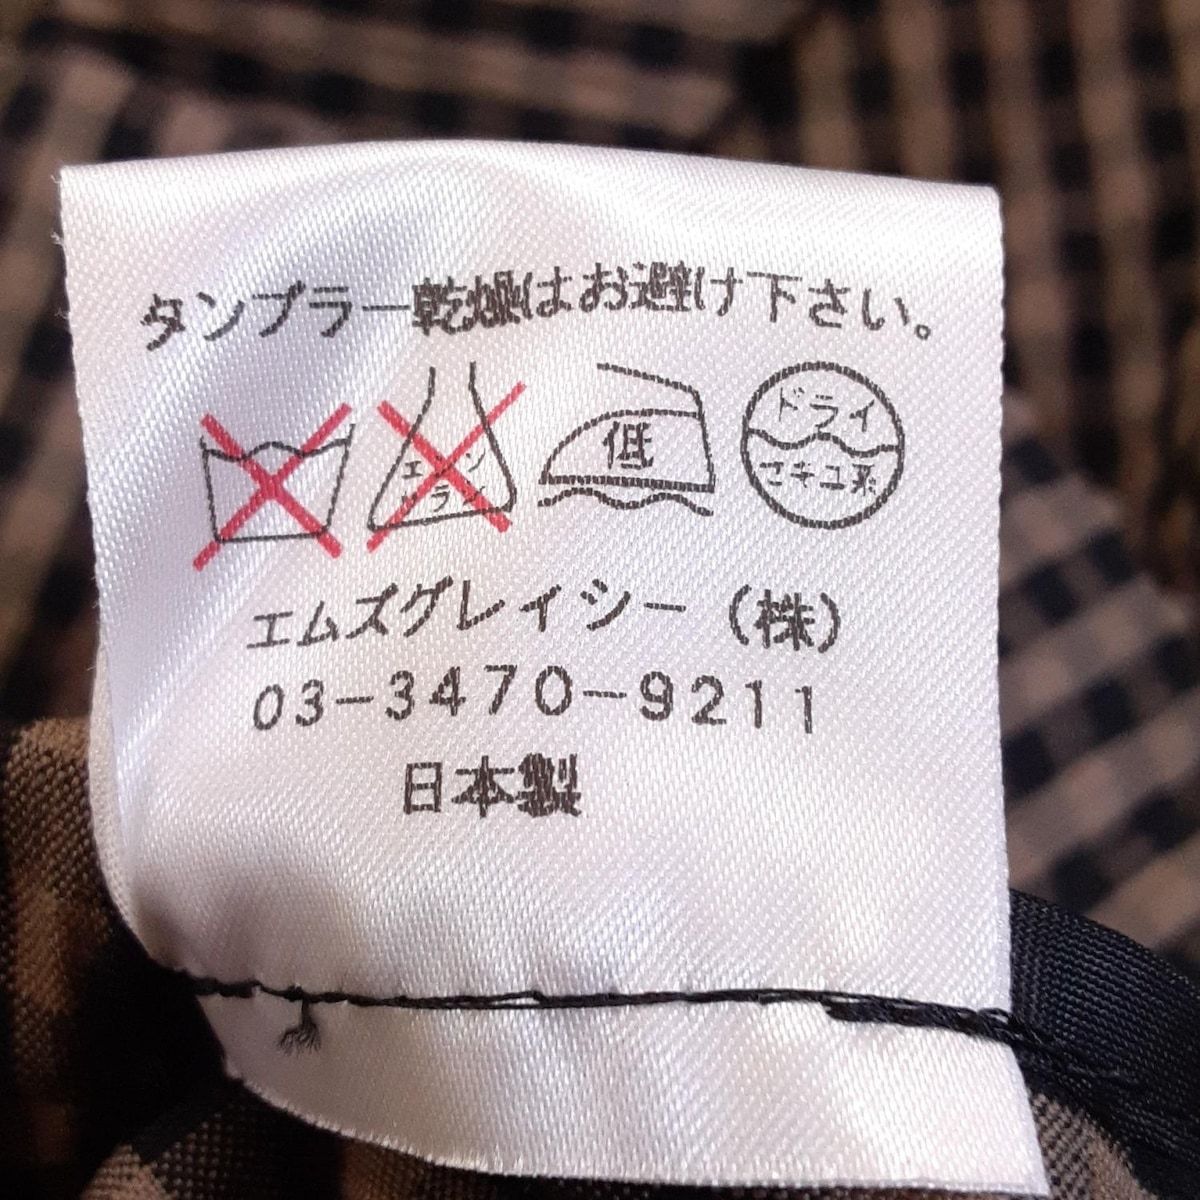 タンブラー乾燥はお避け下さい。
エンソ
サラシ
低
ドライ
セキユ系
エムズグレイシー(株)
03-3470-9211
日本製